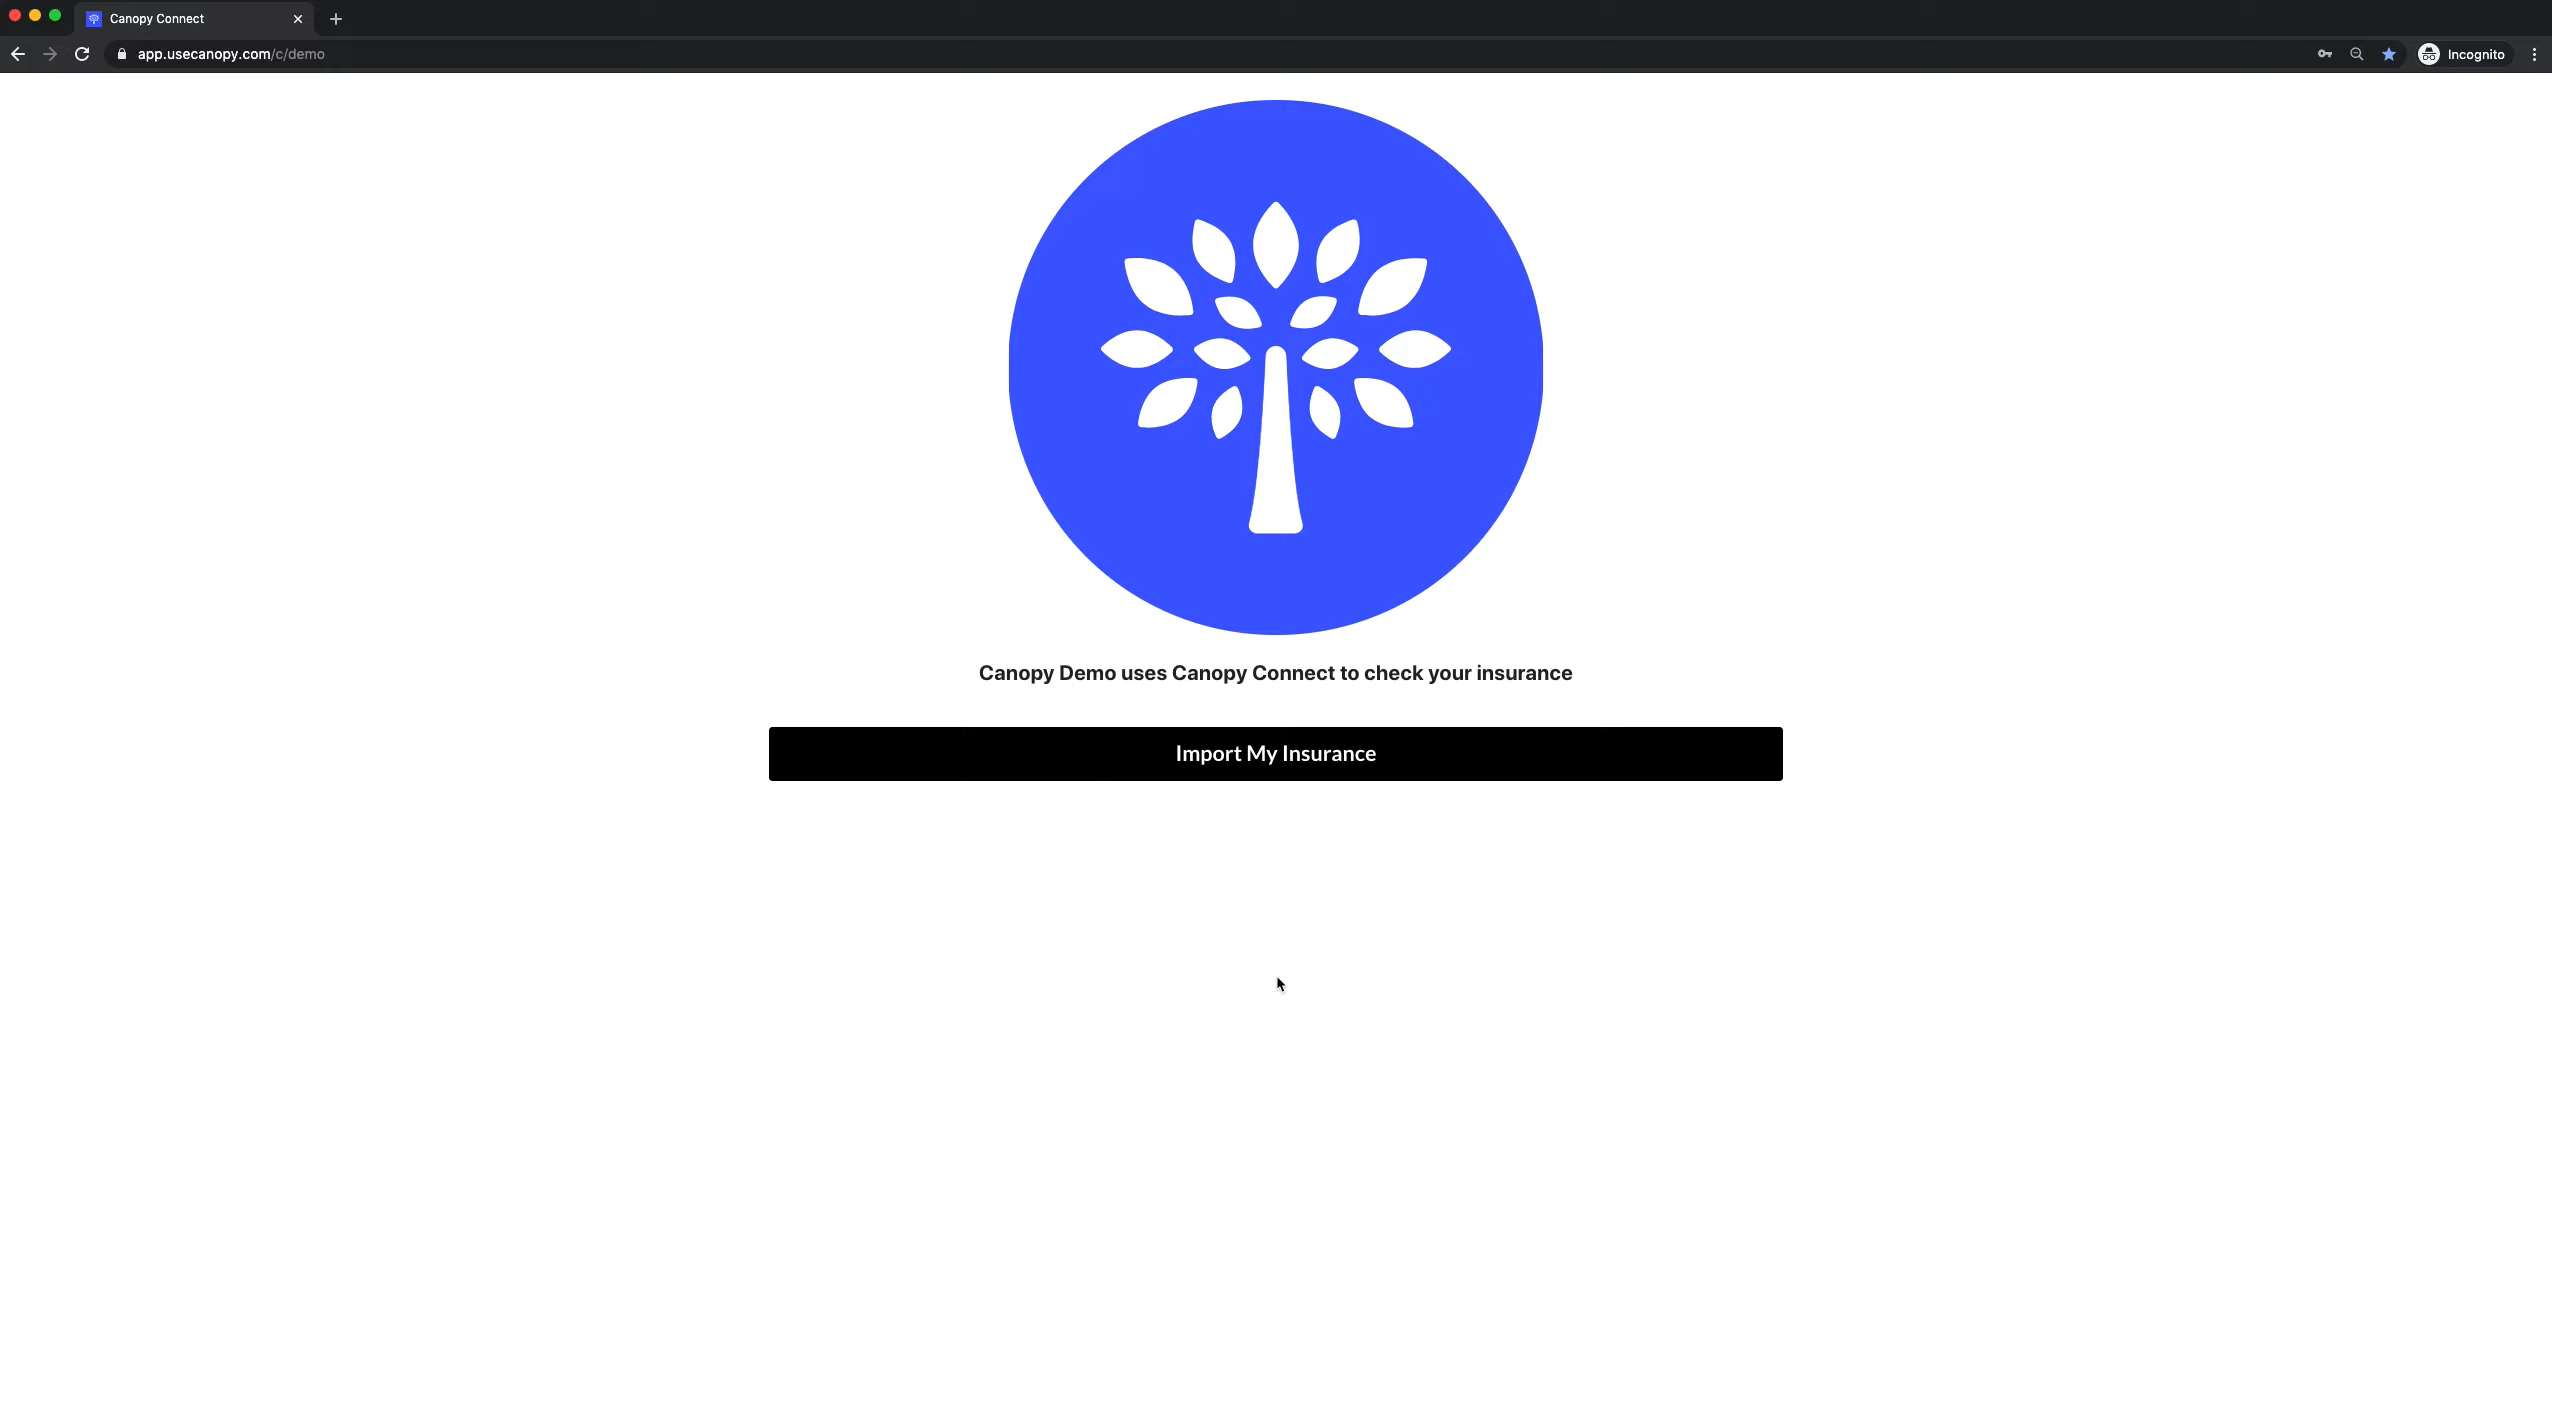 Canopy Connect
app.usecanopy.com/c/demo
Incognito
Canopy Demo uses Canopy Connect to check your insurance
Import My Insurance